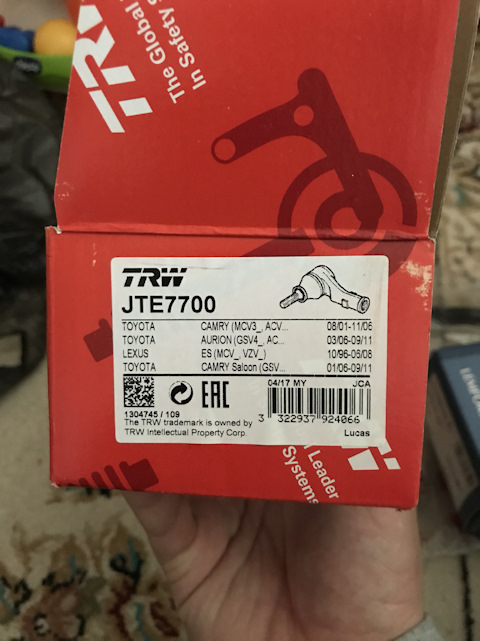 TRW
The Global
In Safety S
TRW
JTE7700
TOYOTA CAMRY (MCV3_, ACV... 08/01-11/06
TOYOTA AURION (GSV4_, AC... 03/06-09/11
LEXUS ES (MCV_, VZV_) 10/96-06/08
TOYOTA CAMRY Saloon (GSV... 01/06-09/11
EAC
04/17 MY JCA
1304745 / 109
The TRW trademark is owned by
TRW Intellectual Property Corp.
3 322937 924066
Lucas
l Leader
Systems